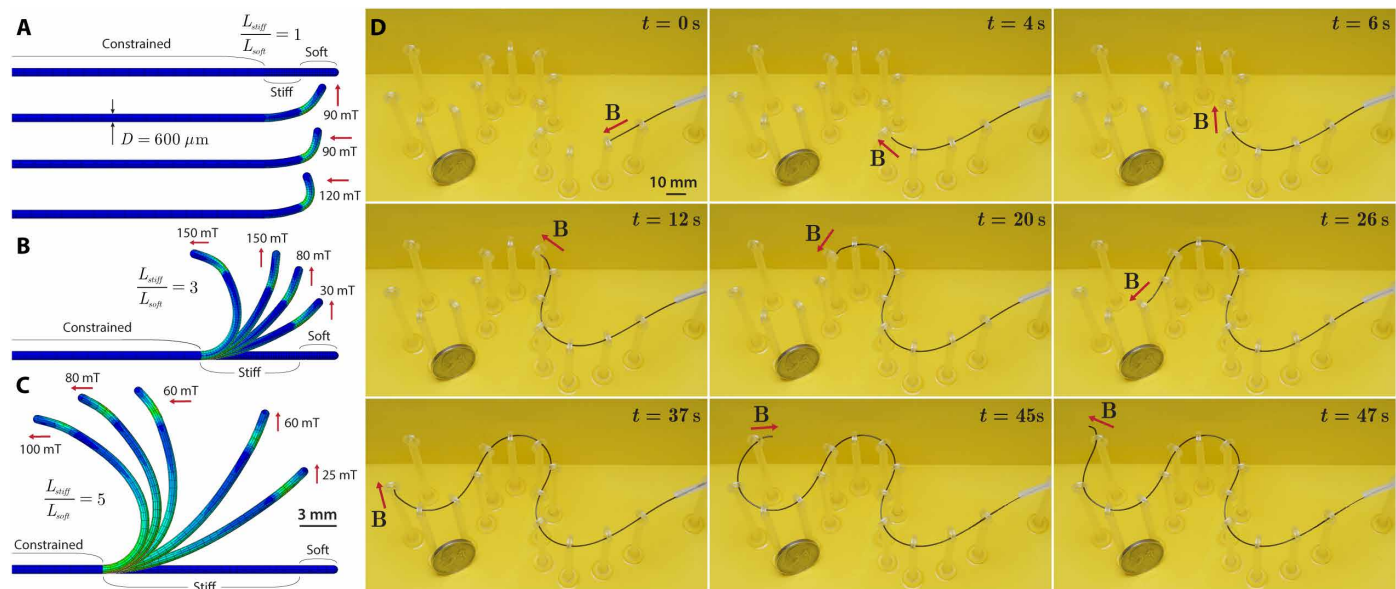 A
Constrained
L_stiff / L_soft = 1
Soft
Stiff
90 mT
D = 600 μm
90 mT
120 mT
B
150 mT
150 mT
80 mT
L_stiff / L_soft = 3
30 mT
Constrained
Soft
Stiff
C
80 mT
60 mT
60 mT
100 mT
25 mT
L_stiff / L_soft = 5
3 mm
Constrained
Soft
Stiff
D
t = 0 s
B
10 mm
t = 4 s
B
t = 6 s
B
t = 12 s
B
t = 20 s
B
t = 26 s
B
t = 37 s
B
t = 45s
B
t = 47 s
B